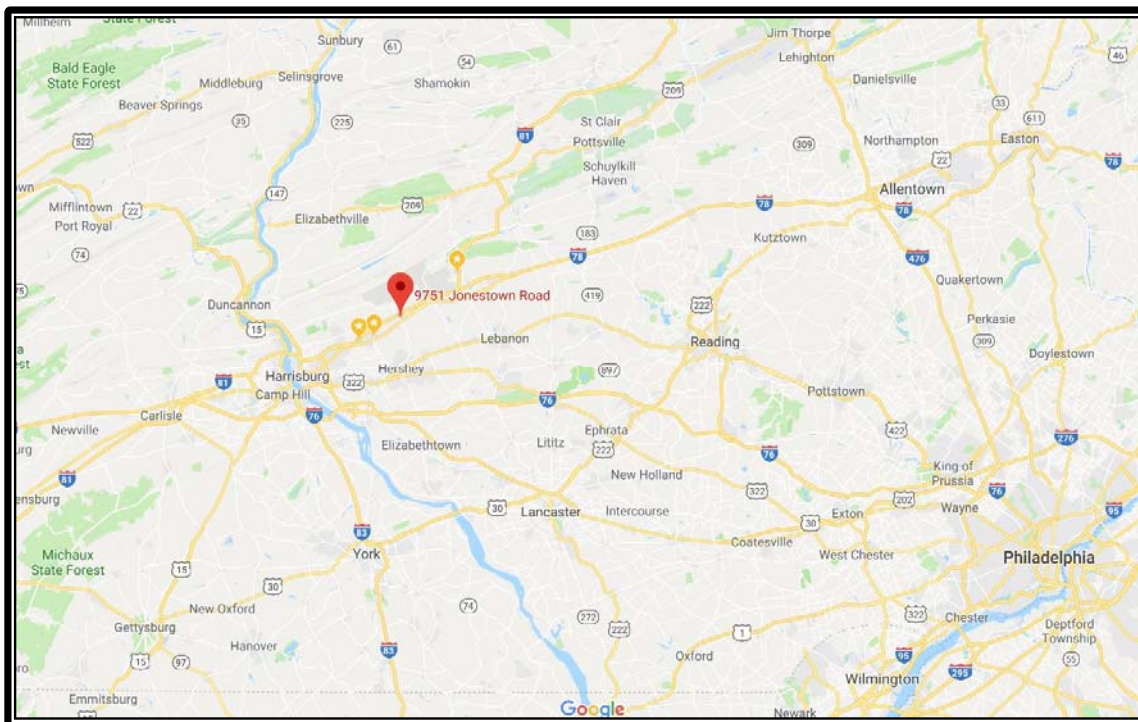 Millheim
State Forest
Sunbury
61
Jim Thorpe
Lehighton
46
Bald Eagle
State Forest
Middleburg
Selinsgrove
54
Shamokin
209
Danielsville
Beaver Springs
33
35
225
81
St Clair
Pottsville
611
522
309
Northampton
22
Easton
Schuylkill
Haven
78
Allentown
Mifflintown
22
147
209
78
78
Port Royal
Elizabethville
183
Kutztown
74
78
476
Quakertown
9751 Jonestown Road
419
222
Duncannon
15
Perkasie
309
Lebanon
Reading
Doylestown
Hershey
897
Harrisburg
322
81
Camp Hill
76
Pottstown
Carlisle
76
Newville
Ephrata
422
276
Elizabethtown
Lititz
222
76
King of
Prussia
81
New Holland
322
202
76
Wayne
30
Lancaster
Intercourse
30
Exton
95
83
Coatesville
West Chester
York
Philadelphia
Michaux
State Forest
15
30
74
272
222
322
Chester
New Oxford
Deptford
Township
Gettysburg
1
Hanover
83
Oxford
95
55
15
97
295
Wilmington
Emmitsburg
Google
Newark